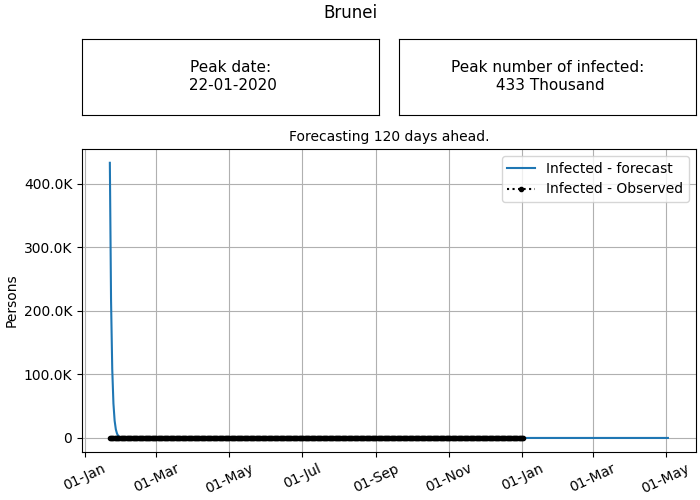 Brunei
Peak date:
22-01-2020
Peak number of infected:
433 Thousand
Forecasting 120 days ahead.
Infected - forecast
Infected - Observed
400.0K
300.0K
200.0K
100.0K
0
Persons
01-Jan
01-Mar
01-May
01-Jul
01-Sep
01-Nov
01-Jan
01-Mar
01-May